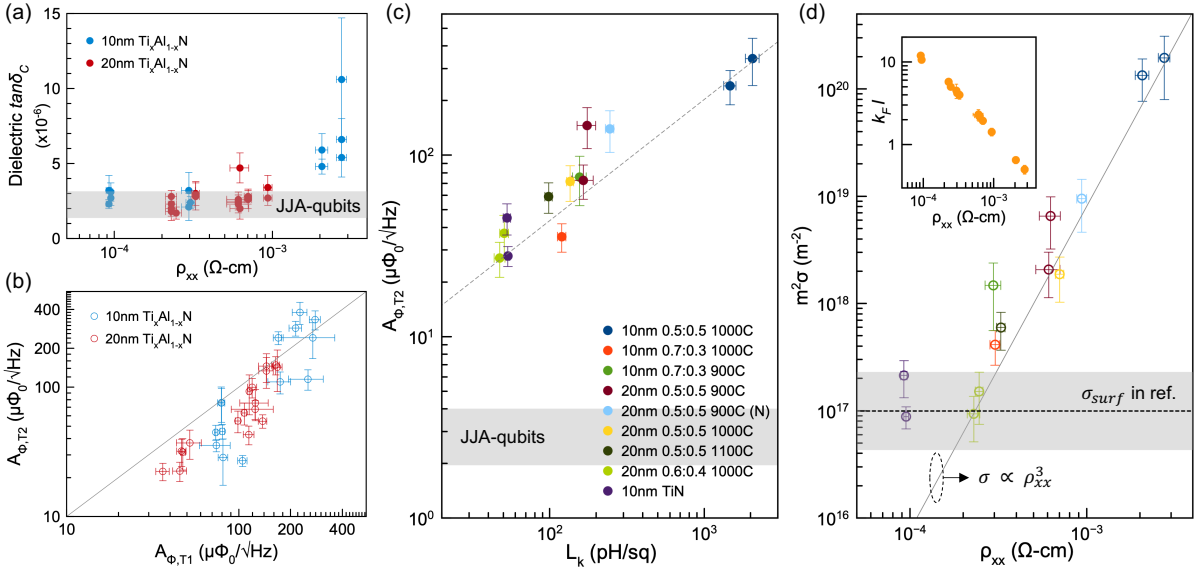 (a)
Dielectric tanδC
(x10⁻⁶)
15
10
5
0
10nm TixAl1-xN
20nm TixAl1-xN
JJA-qubits
10⁻⁴
10⁻³
ρxx (Ω-cm)
(b)
AΦ,T2 (μΦ0/√Hz)
400
200
100
10
10nm TixAl1-xN
20nm TixAl1-xN
10
100
200
400
AΦ,T1 (μΦ0/√Hz)
(c)
AΦ,T2 (μΦ0/√Hz)
10²
10¹
10⁰
10nm 0.5:0.5 1000C
10nm 0.7:0.3 1000C
10nm 0.7:0.3 900C
20nm 0.5:0.5 900C
20nm 0.5:0.5 900C (N)
20nm 0.5:0.5 1000C
20nm 0.5:0.5 1100C
20nm 0.6:0.4 1000C
10nm TiN
JJA-qubits
10²
10³
Lk (pH/sq)
(d)
m²σ (m⁻²)
10²⁰
10¹⁹
10¹⁸
10¹⁷
10¹⁶
kF l
10
1
10⁻⁴
10⁻³
ρxx (Ω-cm)
σsurf in ref.
σ ∝ ρ³xx
10⁻⁴
10⁻³
ρxx (Ω-cm)